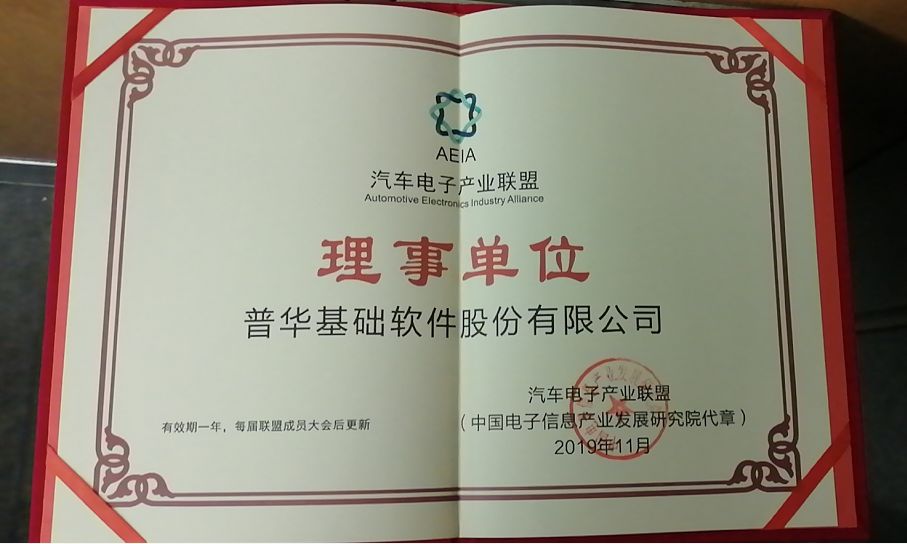 AEIA
汽车电子产业联盟
Automotive Electronics Industry Alliance
理事单位
普华基础软件股份有限公司
汽车电子产业联盟
有效期一年，每届联盟成员大会后更新
（中国电子信息产业发展研究院代章）
2019年11月